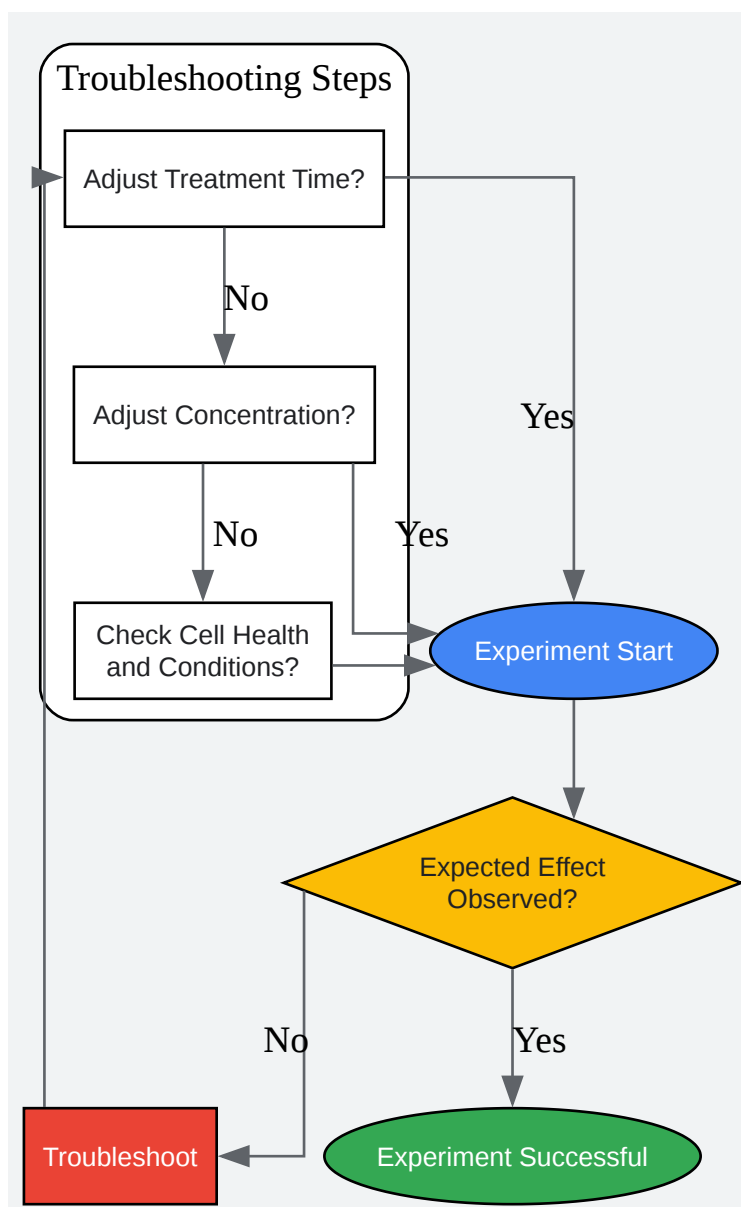 Troubleshooting Steps
Adjust Treatment Time?
No
Adjust Concentration?
Yes
No
Yes
Check Cell Health
and Conditions?
Experiment Start
Expected Effect
Observed?
No
Yes
Troubleshoot
Experiment Successful